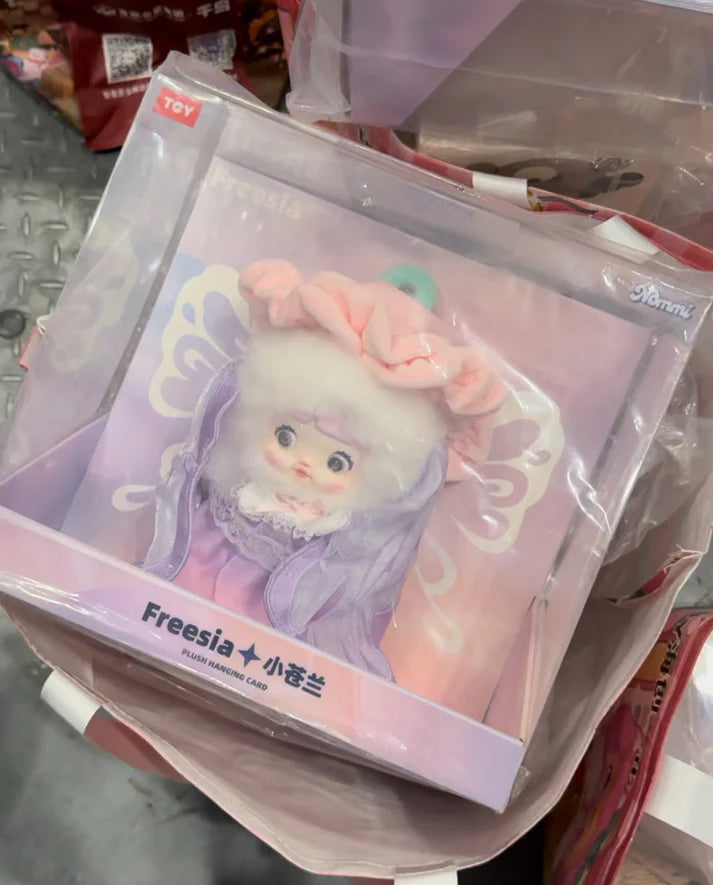 TOY
Freesia
Nommi
Freesia✦小苍兰
PLUSH HANGING CARD